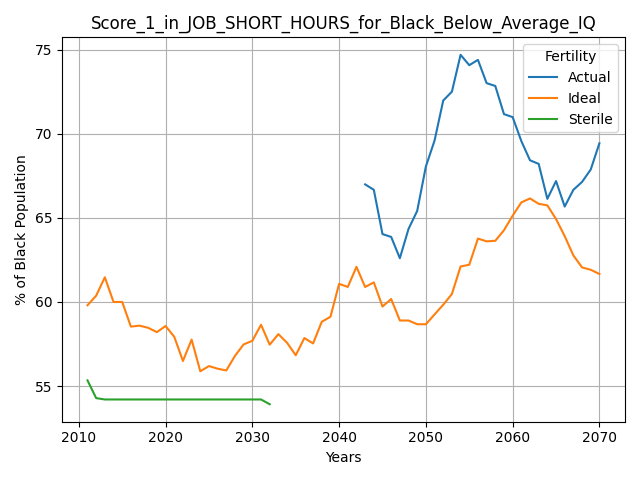 Score_1_in_JOB_SHORT_HOURS_for_Black_Below_Average_IQ
Fertility
Actual
Ideal
Sterile
% of Black Population
75
70
65
60
55
2010 2020 2030 2040 2050 2060 2070
Years